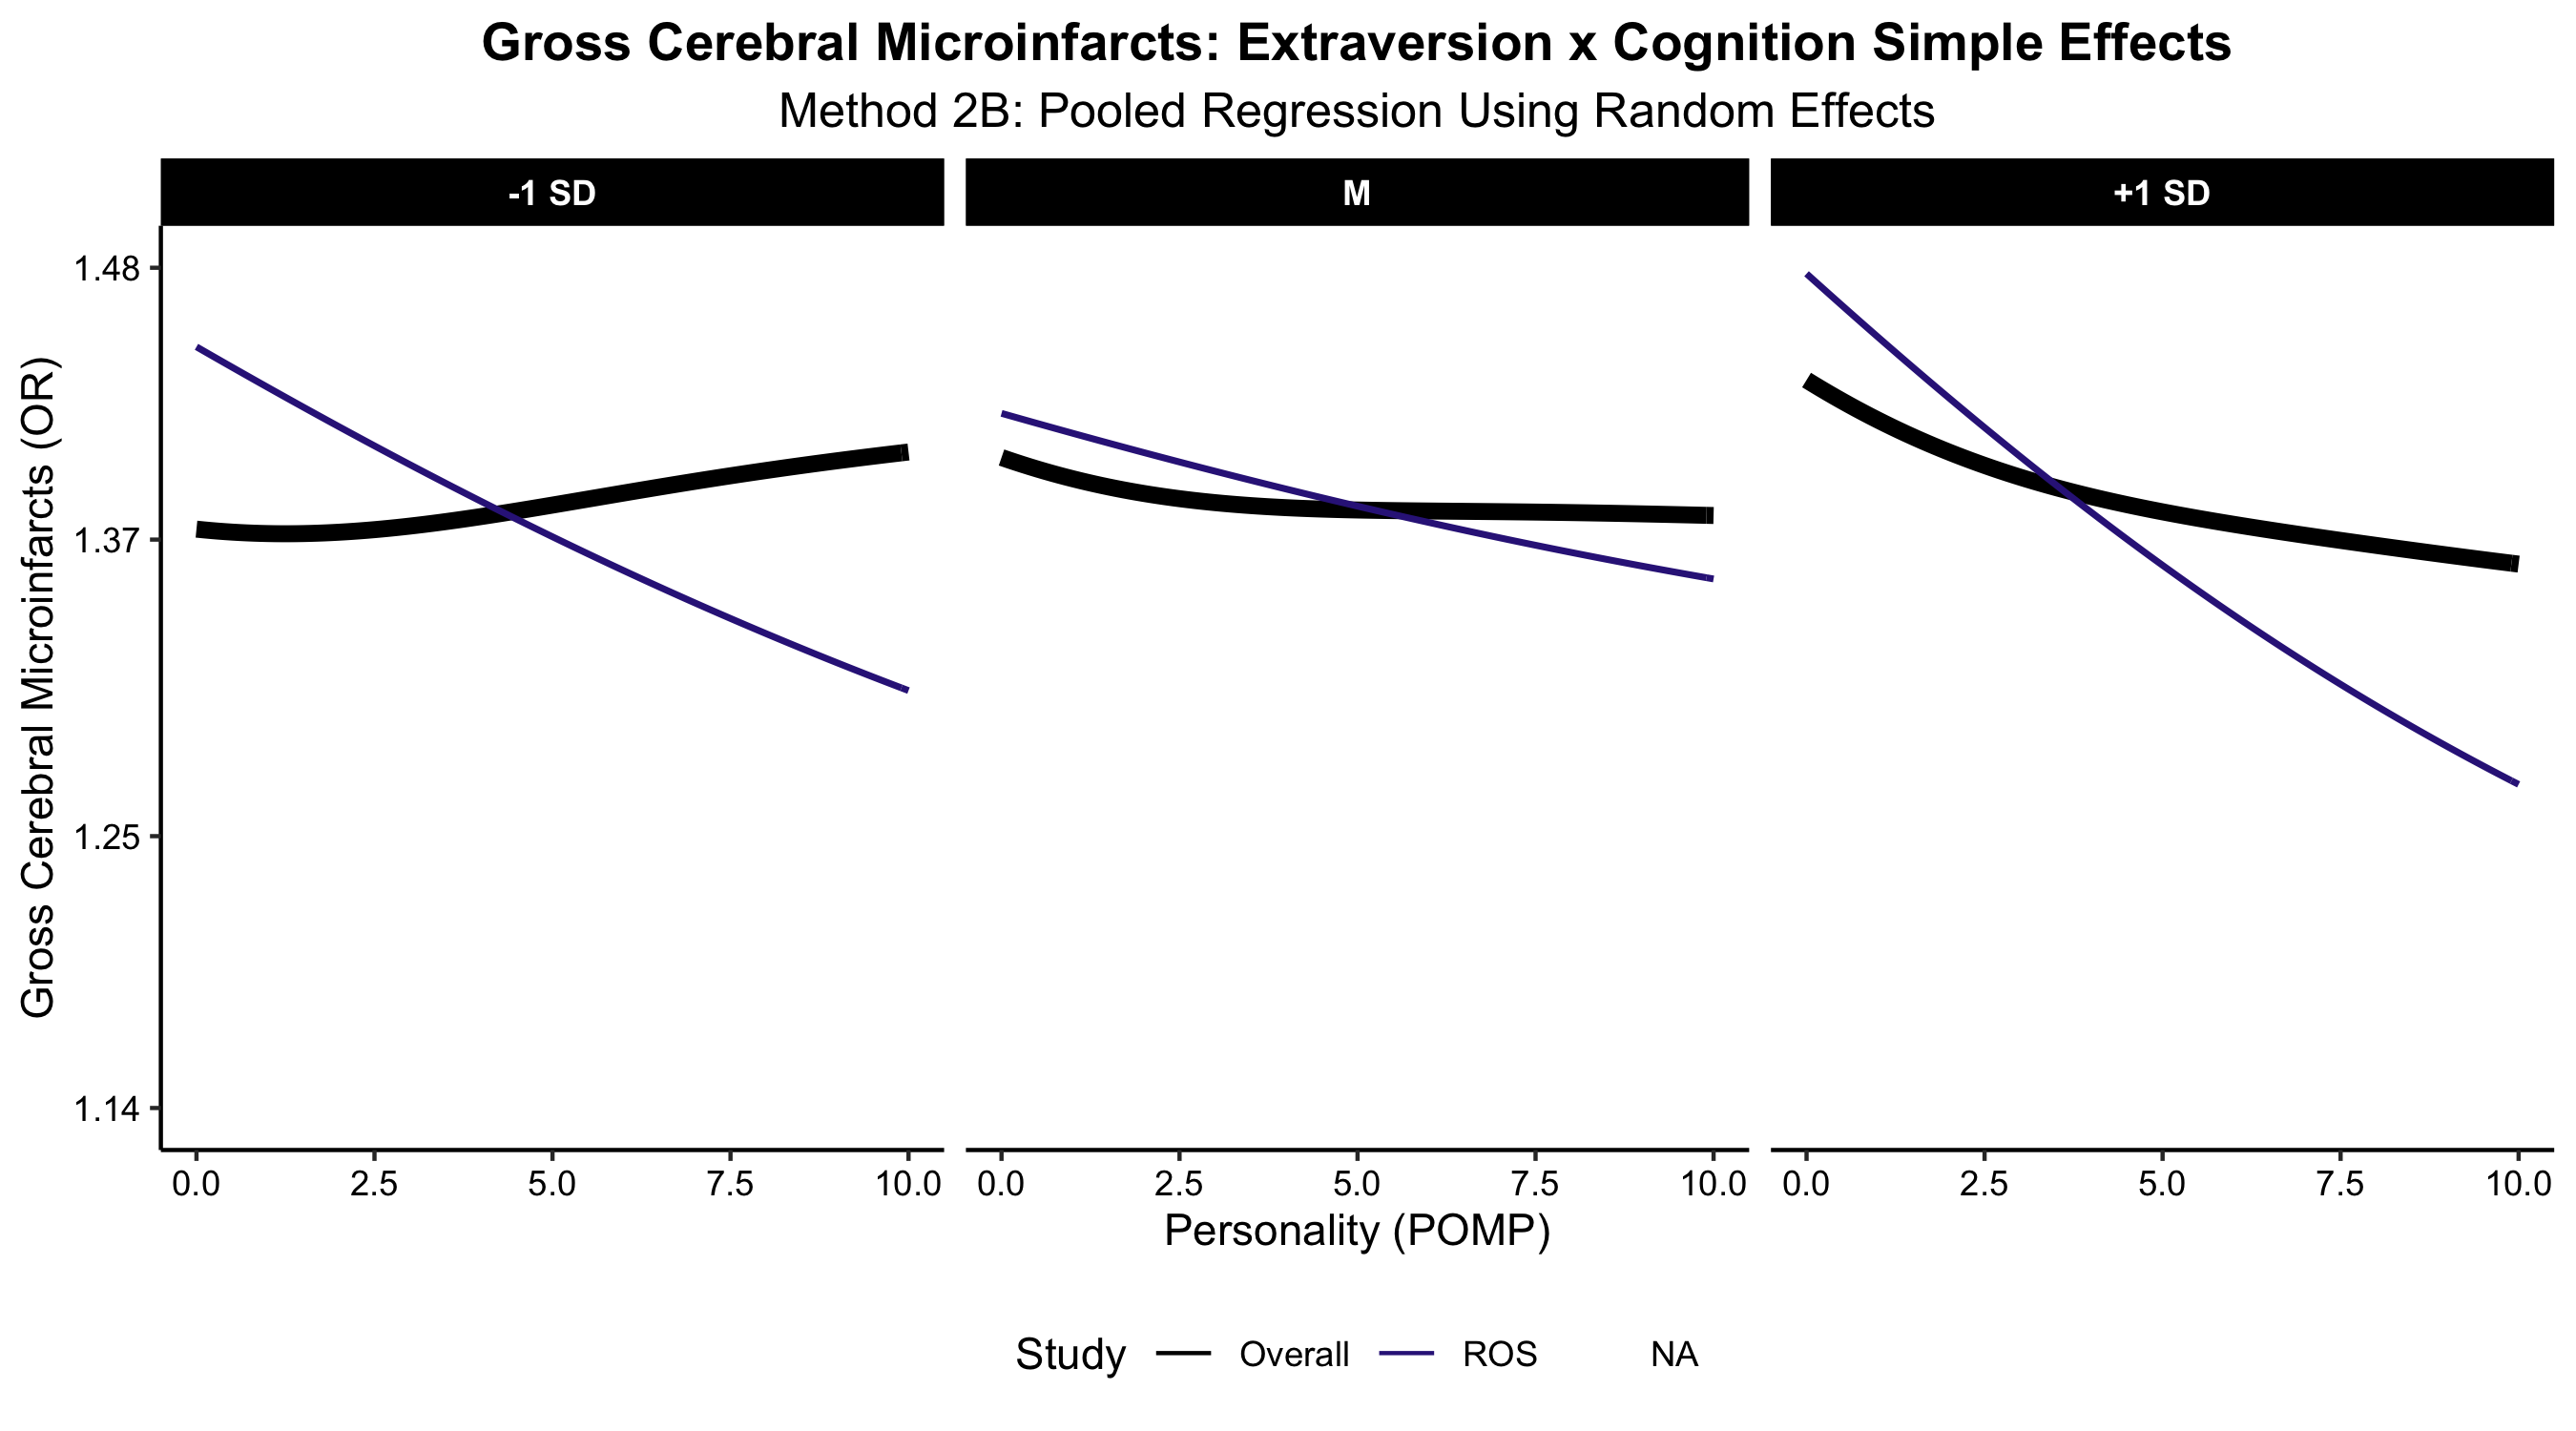 Gross Cerebral Microinfarcts: Extraversion x Cognition Simple Effects
Method 2B: Pooled Regression Using Random Effects
-1 SD
M
+1 SD
Gross Cerebral Microinfarcts (OR)
1.48
1.37
1.25
1.14
0.0 2.5 5.0 7.5 10.0
0.0 2.5 5.0 7.5 10.0
0.0 2.5 5.0 7.5 10.0
Personality (POMP)
Study Overall ROS NA